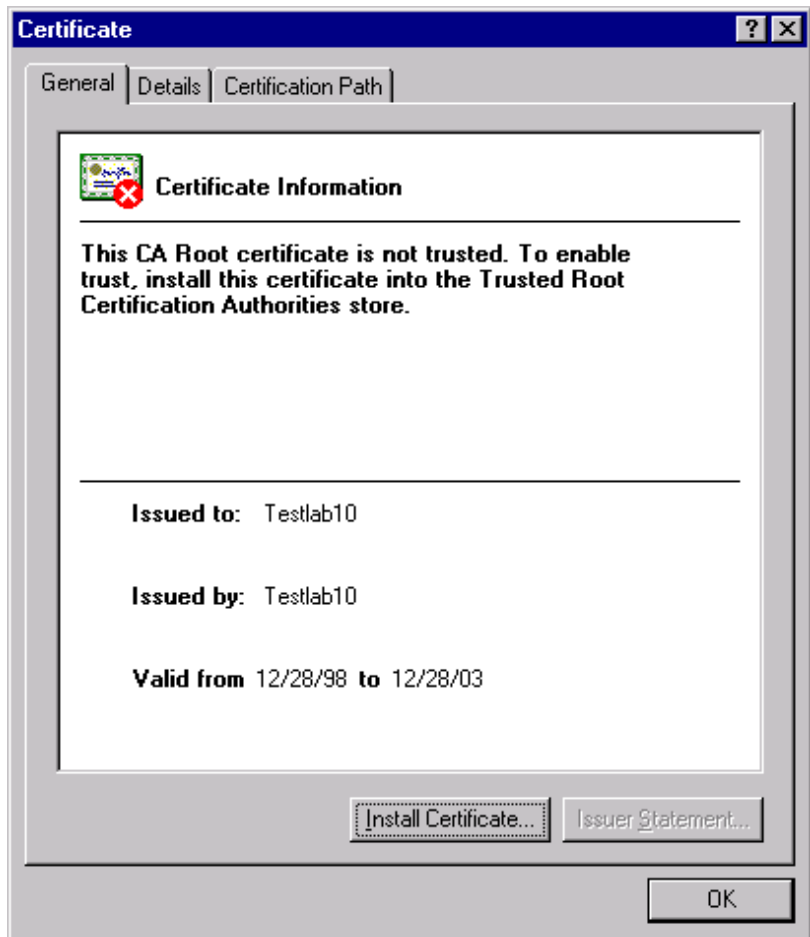 Certificate
General Details Certification Path
Certificate Information
This CA Root certificate is not trusted. To enable
trust, install this certificate into the Trusted Root
Certification Authorities store.
Issued to: Testlab10
Issued by: Testlab10
Valid from 12/28/98 to 12/28/03
Install Certificate... Issuer Statement...
OK